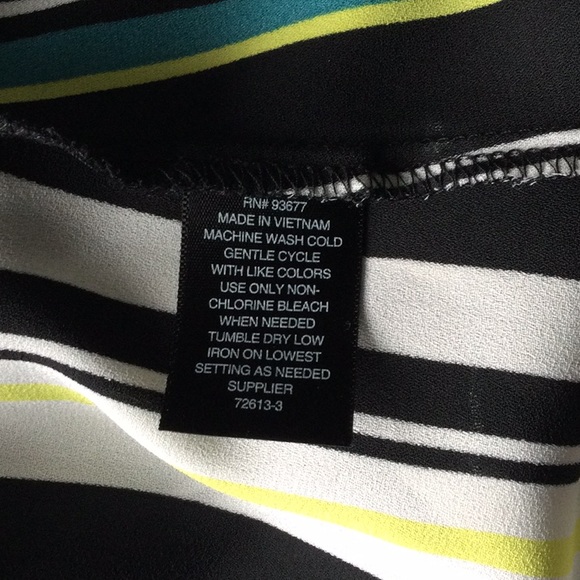 RN# 93677
MADE IN VIETNAM
MACHINE WASH COLD
GENTLE CYCLE
WITH LIKE COLORS
USE ONLY NON-
CHLORINE BLEACH
WHEN NEEDED
TUMBLE DRY LOW
IRON ON LOWEST
SETTING AS NEEDED
SUPPLIER
72613-3